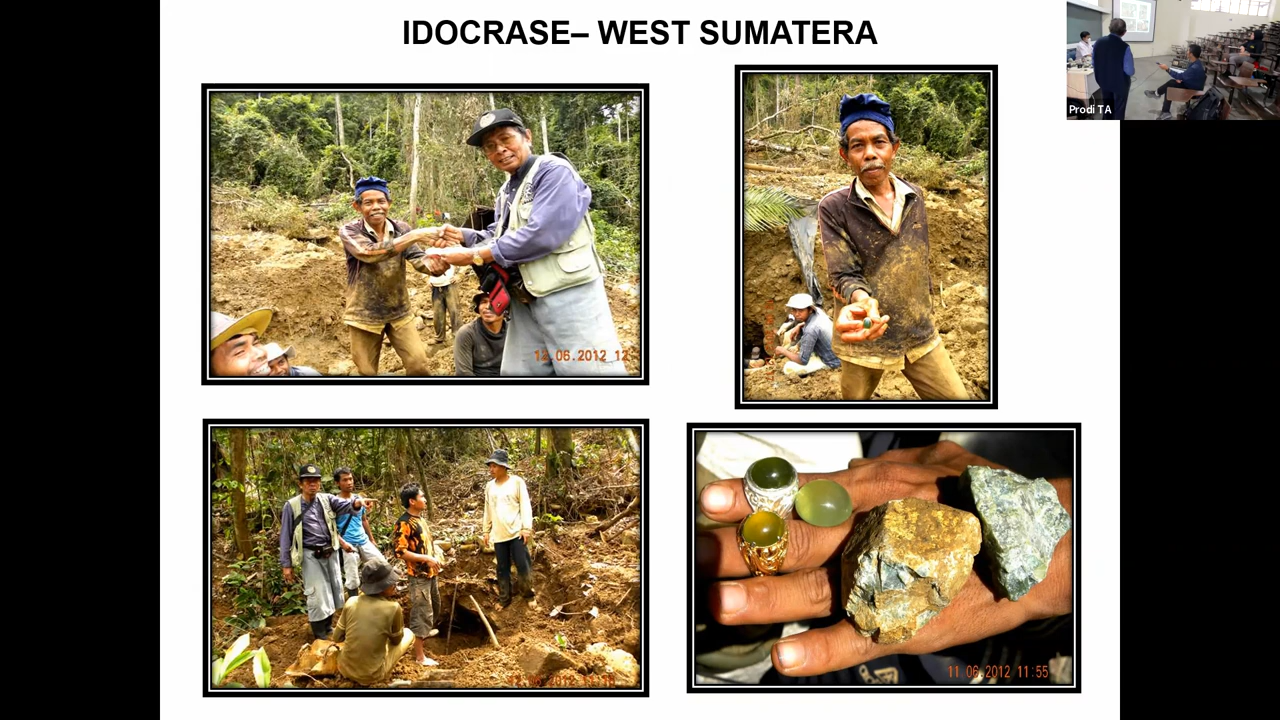 IDOCRASE– WEST SUMATERA
Prodi TA
06.2012 12:
11 06.2012 11:55